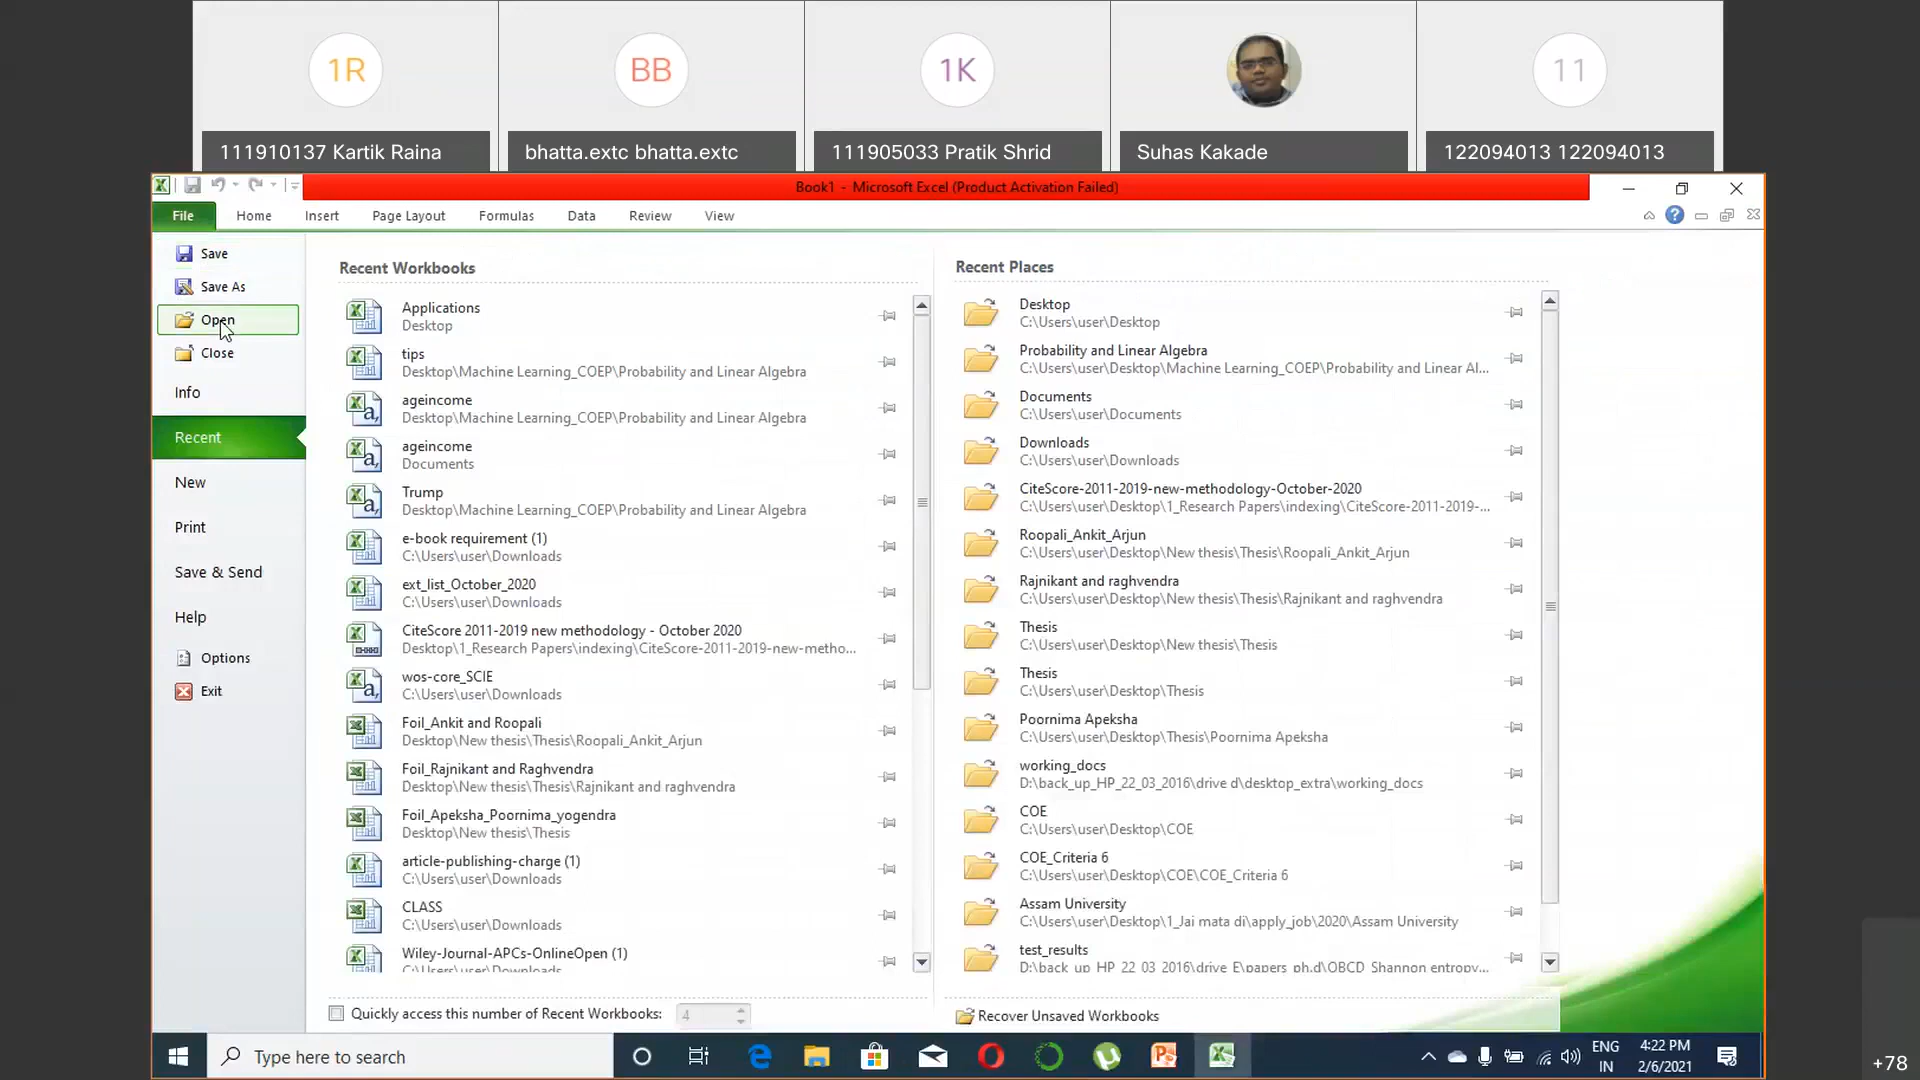 1R
BB
1K
11
111910137 Kartik Raina
bhatta.extc bhatta.extc
111905033 Pratik Shrid
Suhas Kakade
122094013 122094013
Book1 - Microsoft Excel (Product Activation Failed)
File Home Insert Page Layout Formulas Data Review View
Save
Save As
Open
Close
Info
Recent
New
Print
Save & Send
Help
Options
Exit
Recent Workbooks
Applications
Desktop
tips
Desktop\Machine Learning_COEP\Probability and Linear Algebra
ageincome
Desktop\Machine Learning_COEP\Probability and Linear Algebra
ageincome
Documents
Trump
Desktop\Machine Learning_COEP\Probability and Linear Algebra
e-book requirement (1)
C:\Users\user\Downloads
ext_list_October_2020
C:\Users\user\Downloads
CiteScore 2011-2019 new methodology - October 2020
Desktop\1_Research Papers\indexing\CiteScore-2011-2019-new-metho...
wos-core_SCIE
C:\Users\user\Downloads
Foil_Ankit and Roopali
Desktop\New thesis\Thesis\Roopali_Ankit_Arjun
Foil_Rajnikant and Raghvendra
Desktop\New thesis\Thesis\Rajnikant and raghvendra
Foil_Apeksha_Poornima_yogendra
Desktop\New thesis\Thesis
article-publishing-charge (1)
C:\Users\user\Downloads
CLASS
C:\Users\user\Downloads
Wiley-Journal-APCs-OnlineOpen (1)
C:\Users\user\Downloads
Quickly access this number of Recent Workbooks: 4
Recent Places
Desktop
C:\Users\user\Desktop
Probability and Linear Algebra
C:\Users\user\Desktop\Machine Learning_COEP\Probability and Linear Al...
Documents
C:\Users\user\Documents
Downloads
C:\Users\user\Downloads
CiteScore-2011-2019-new-methodology-October-2020
C:\Users\user\Desktop\1_Research Papers\indexing\CiteScore-2011-2019-...
Roopali_Ankit_Arjun
C:\Users\user\Desktop\New thesis\Thesis\Roopali_Ankit_Arjun
Rajnikant and raghvendra
C:\Users\user\Desktop\New thesis\Thesis\Rajnikant and raghvendra
Thesis
C:\Users\user\Desktop\New thesis\Thesis
Thesis
C:\Users\user\Desktop\Thesis
Poornima Apeksha
C:\Users\user\Desktop\Thesis\Poornima Apeksha
working_docs
D:\back_up_HP_22_03_2016\drive d\desktop_extra\working_docs
COE
C:\Users\user\Desktop\COE
COE_Criteria 6
C:\Users\user\Desktop\COE\COE_Criteria 6
Assam University
C:\Users\user\Desktop\1_Jai mata di\apply_job\2020\Assam University
test_results
D:\back_up_HP_22_03_2016\drive E\papers_ph.d\OBCD_Shannon entropy...
Recover Unsaved Workbooks
Type here to search
ENG
IN
4:22 PM
2/6/2021
+78